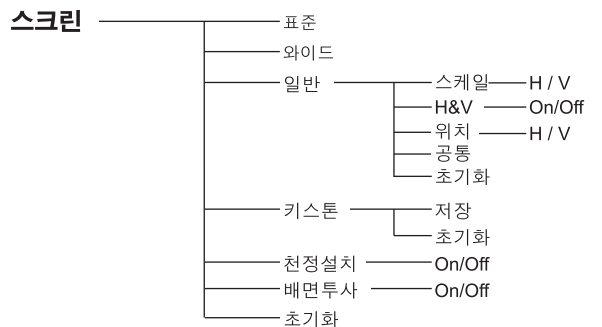 스크린
표준
와이드
일반 스케일 H / V
H&V On/Off
위치 H / V
공통
초기화
키스톤 저장
초기화
천정설치 On/Off
배면투사 On/Off
초기화